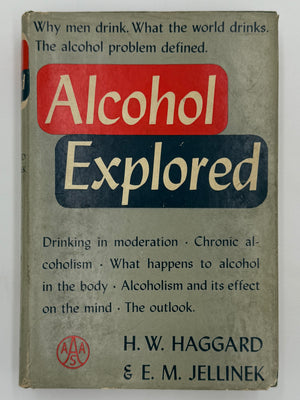 Why men drink. What the world drinks.
The alcohol problem defined.
Alcohol
Explored
Drinking in moderation · Chronic al-
coholism · What happens to alcohol
in the body · Alcoholism and its effect
on the mind · The outlook.
H. W. HAGGARD
& E. M. JELLINEK
AAAS